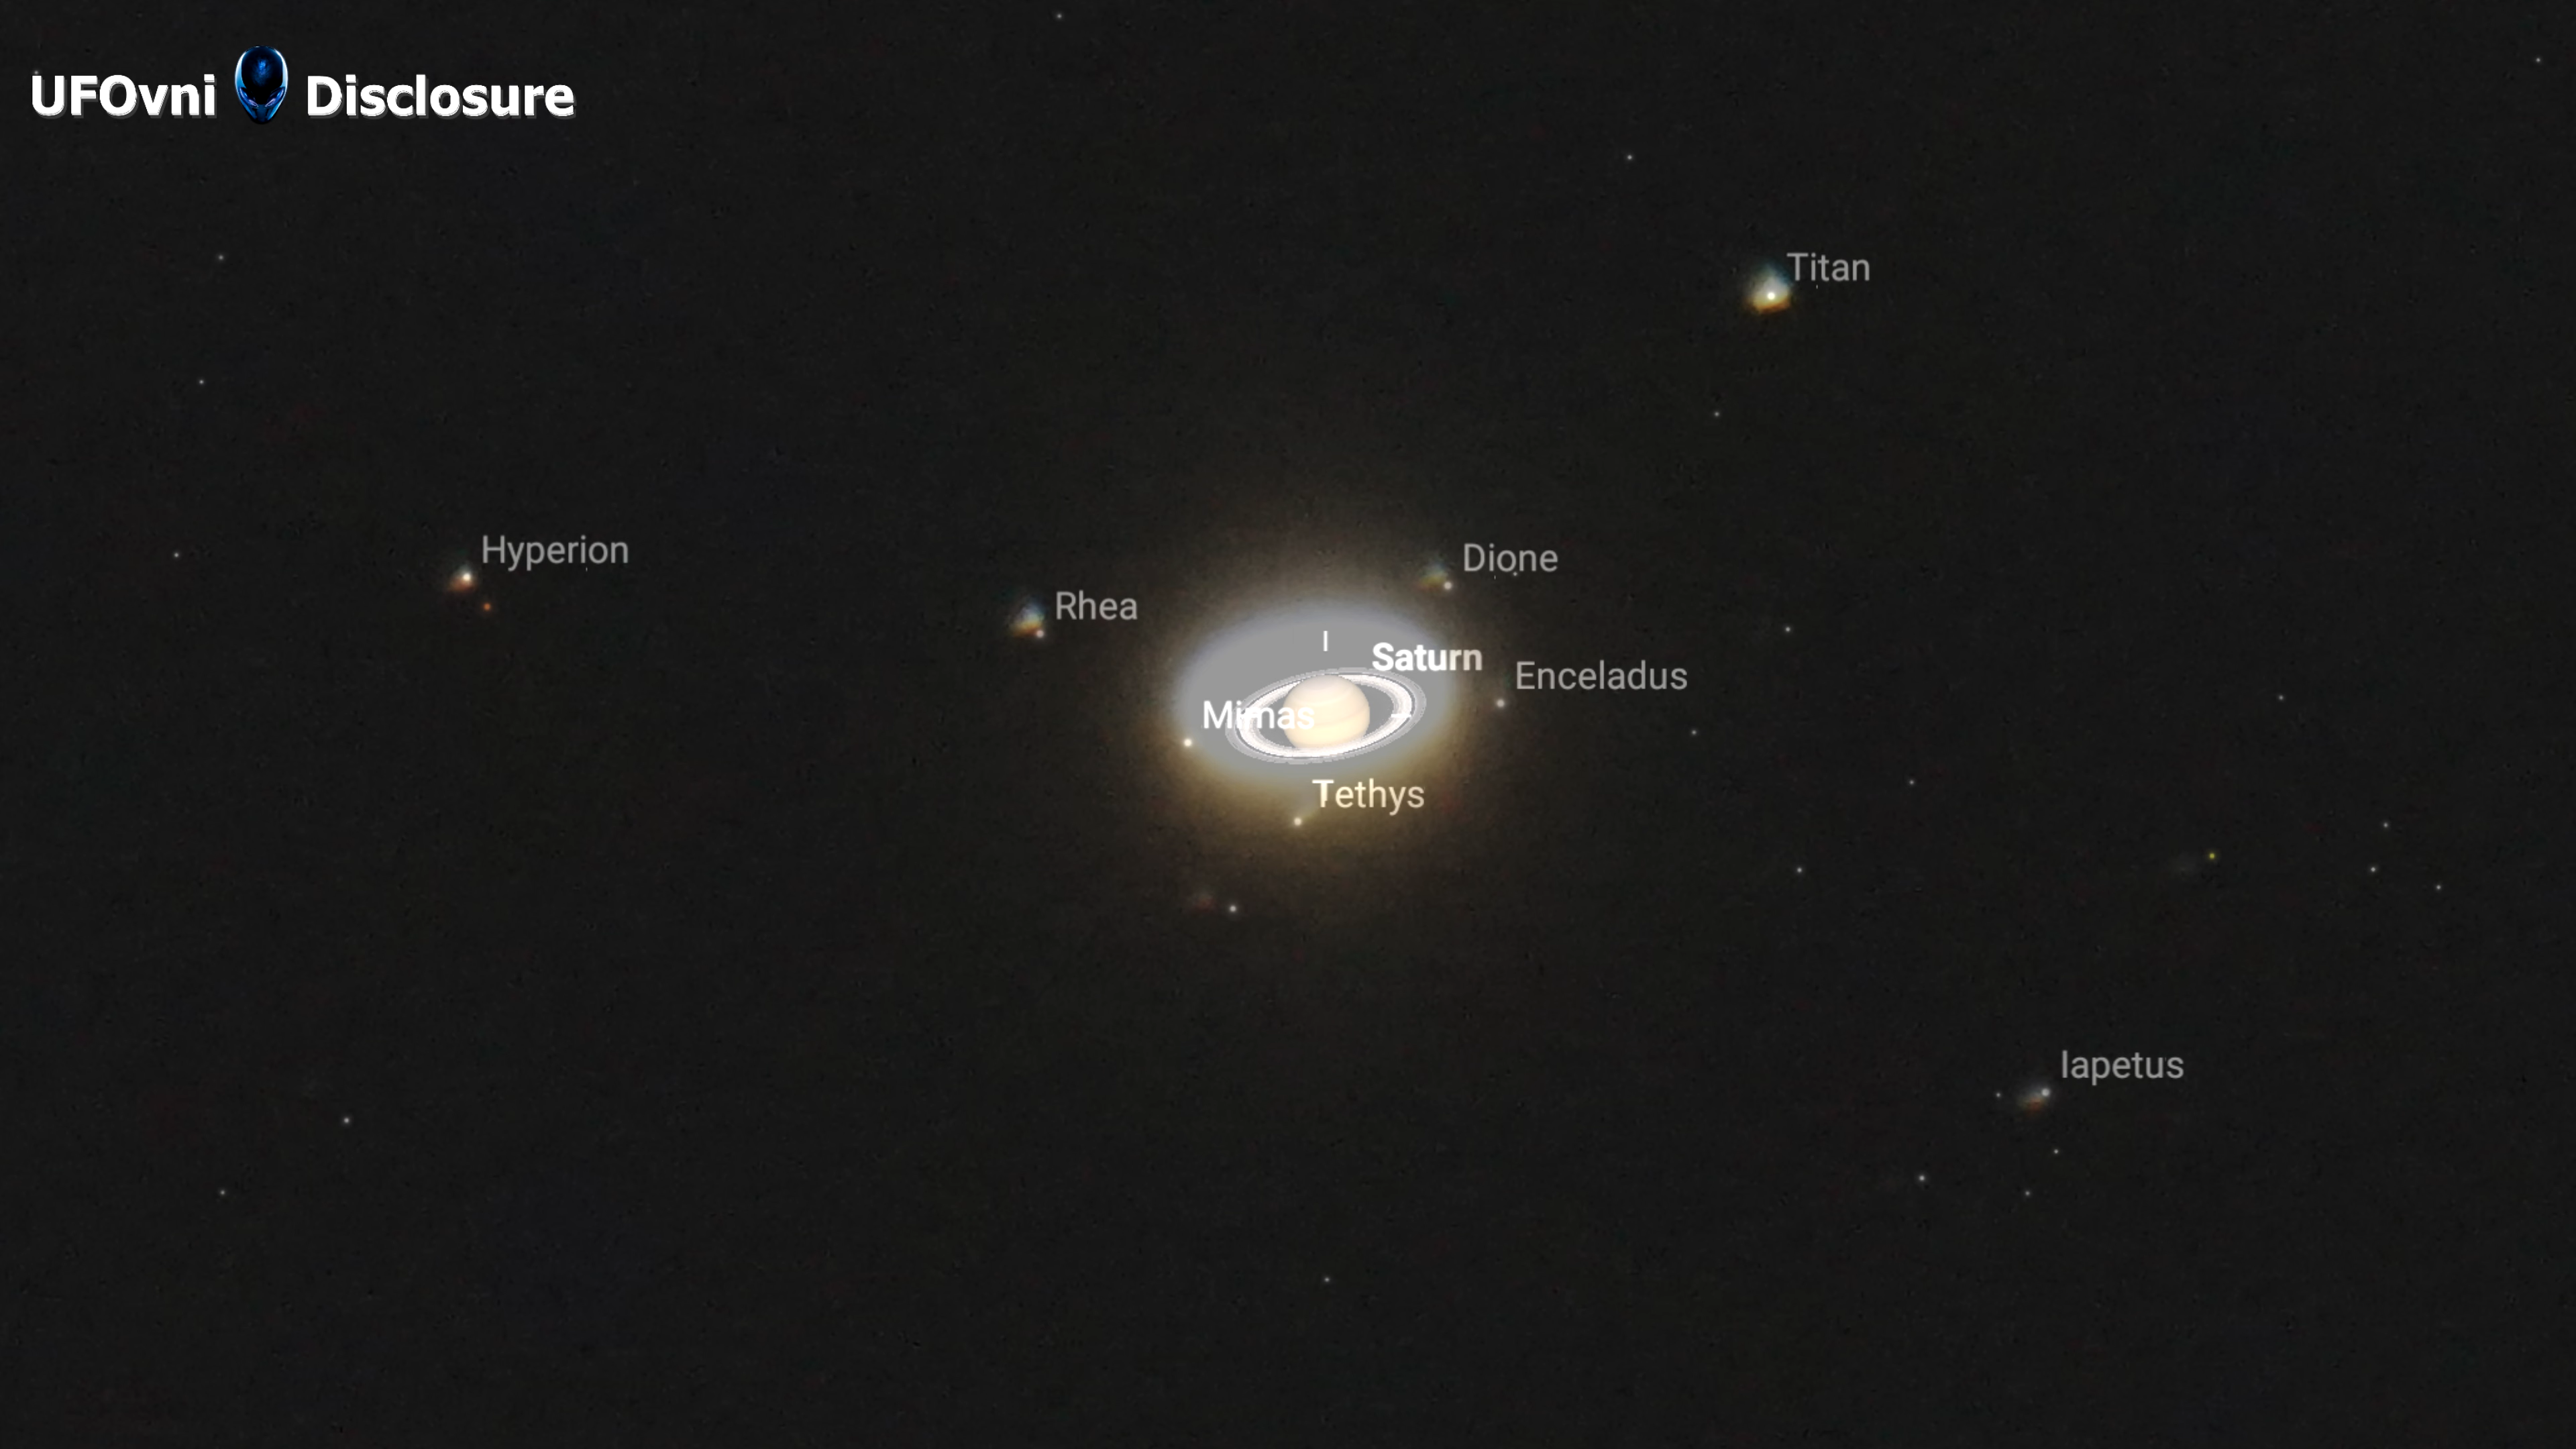 UFOvni Disclosure
Titan
Hyperion
Dione
Rhea
Saturn
Enceladus
Mimas
Tethys
Iapetus